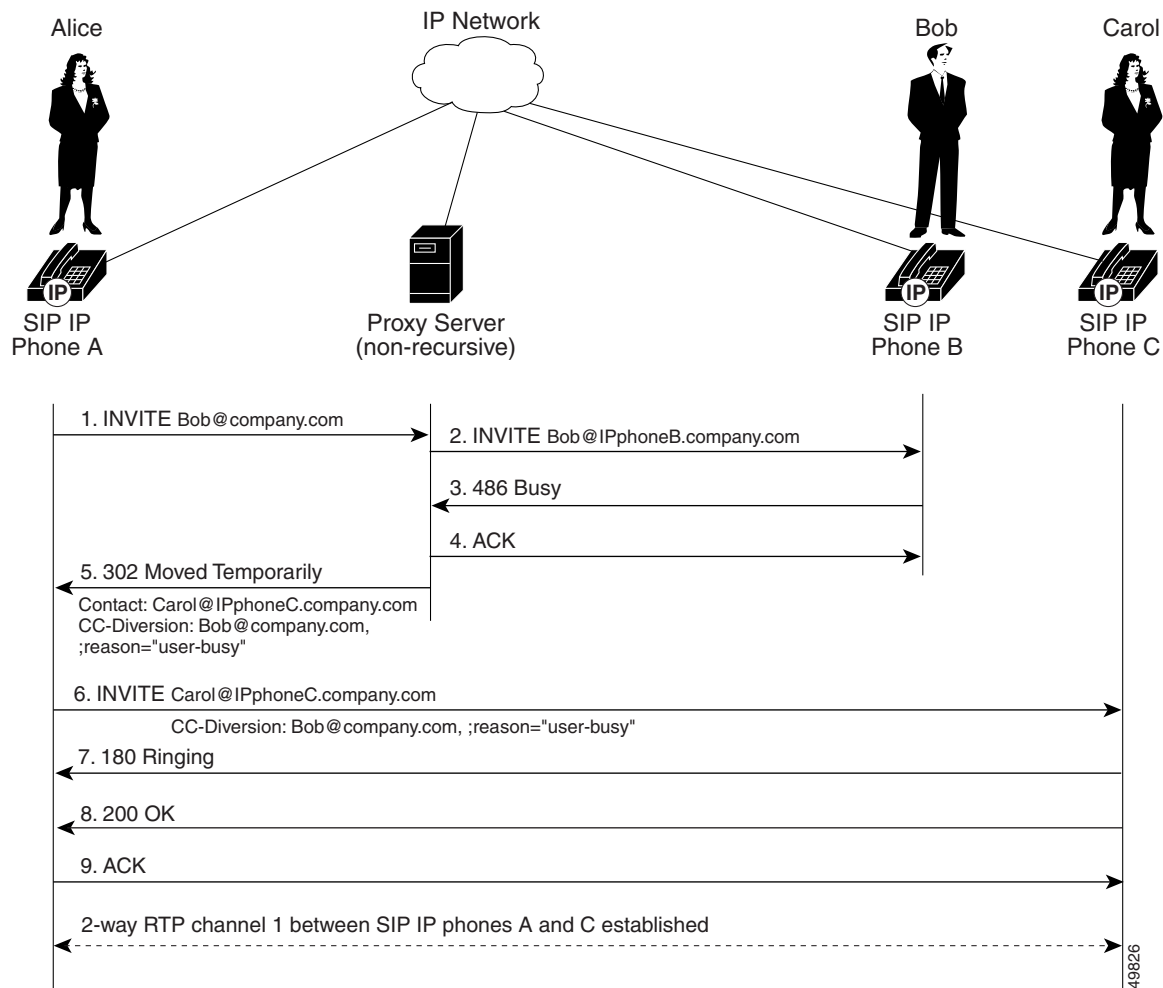 Alice
IP Network
Bob
Carol
IP
IP
IP
SIP IP
Phone A
Proxy Server
(non-recursive)
SIP IP
Phone B
SIP IP
Phone C
1. INVITE Bob@company.com
2. INVITE Bob@IPphoneB.company.com
3. 486 Busy
4. ACK
5. 302 Moved Temporarily
Contact: Carol@IPphoneC.company.com
CC-Diversion: Bob@company.com,
;reason="user-busy"
6. INVITE Carol@IPphoneC.company.com
CC-Diversion: Bob@company.com, ;reason="user-busy"
7. 180 Ringing
8. 200 OK
9. ACK
2-way RTP channel 1 between SIP IP phones A and C established
49826